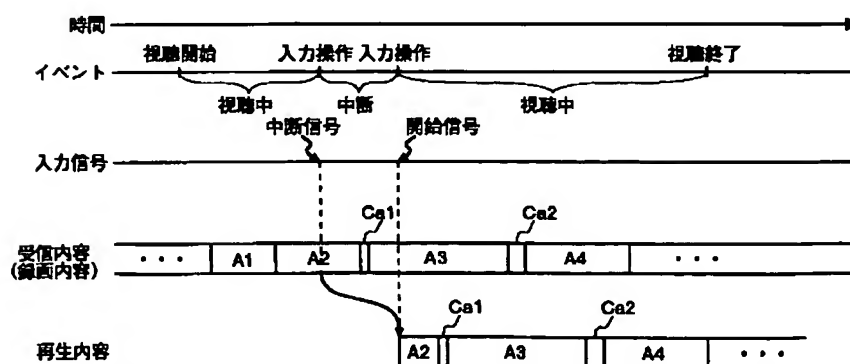 時間
視聴開始 入力操作 入力操作 視聴終了
イベント
視聴中 中断 視聴中
中断信号 開始信号
入力信号
Ca1 Ca2
受信内容
(録画内容)
・・・ A1 A2 A3 A4 ・・・
Ca1 Ca2
再生内容 A2 A3 A4 ・・・